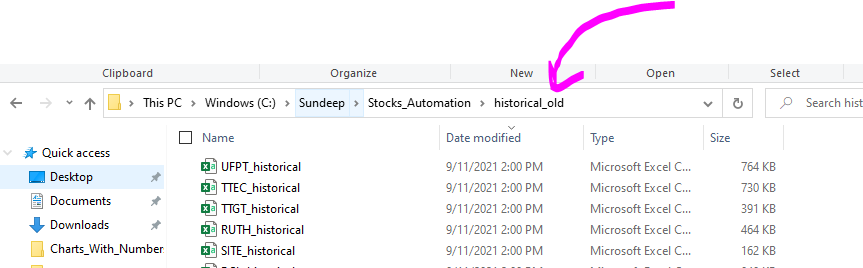 Clipboard Organize New Open Select
This PC > Windows (C:) > Sundeep > Stocks_Automation > historical_old Search hist
Name Date modified Type Size
Quick access
Desktop
Documents
Downloads
Charts_With_Number
UFPT_historical 9/11/2021 2:00 PM Microsoft Excel C... 764 KB
TTEC_historical 9/11/2021 2:00 PM Microsoft Excel C... 730 KB
TTGT_historical 9/11/2021 2:00 PM Microsoft Excel C... 391 KB
RUTH_historical 9/11/2021 2:00 PM Microsoft Excel C... 464 KB
SITE_historical 9/11/2021 2:00 PM Microsoft Excel C... 162 KB